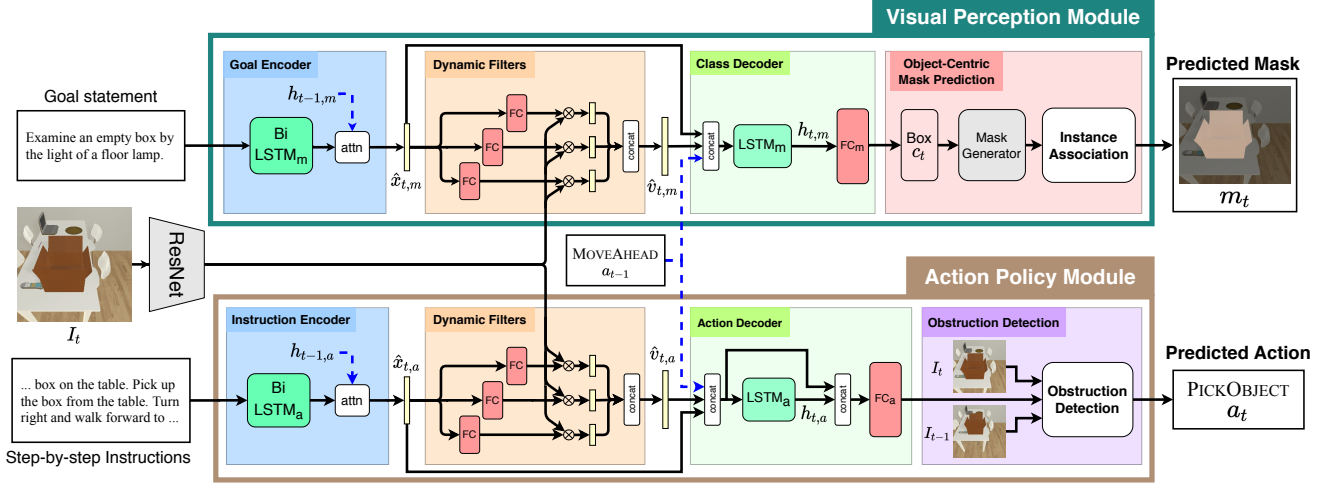 Visual Perception Module
Goal statement
Examine an empty box by
the light of a floor lamp.
Goal Encoder
h_{t-1,m}
Bi
LSTM_m
attn
x̂_{t,m}
Dynamic Filters
FC
FC
FC
concat
v̂_{t,m}
Class Decoder
concat
LSTM_m
h_{t,m}
FC_m
Object-Centric
Mask Prediction
Box
c_t
Mask
Generator
Instance
Association
Predicted Mask
m_t
I_t
ResNet
MOVEAHEAD
a_{t-1}
Action Policy Module
... box on the table. Pick up
the box from the table. Turn
right and walk forward to ...
Step-by-step Instructions
Instruction Encoder
h_{t-1,a}
Bi
LSTM_a
attn
x̂_{t,a}
Dynamic Filters
FC
FC
FC
concat
v̂_{t,a}
Action Decoder
concat
LSTM_a
h_{t,a}
concat
FC_a
Obstruction Detection
I_t
I_{t-1}
Obstruction
Detection
Predicted Action
PICKOBJECT
a_t